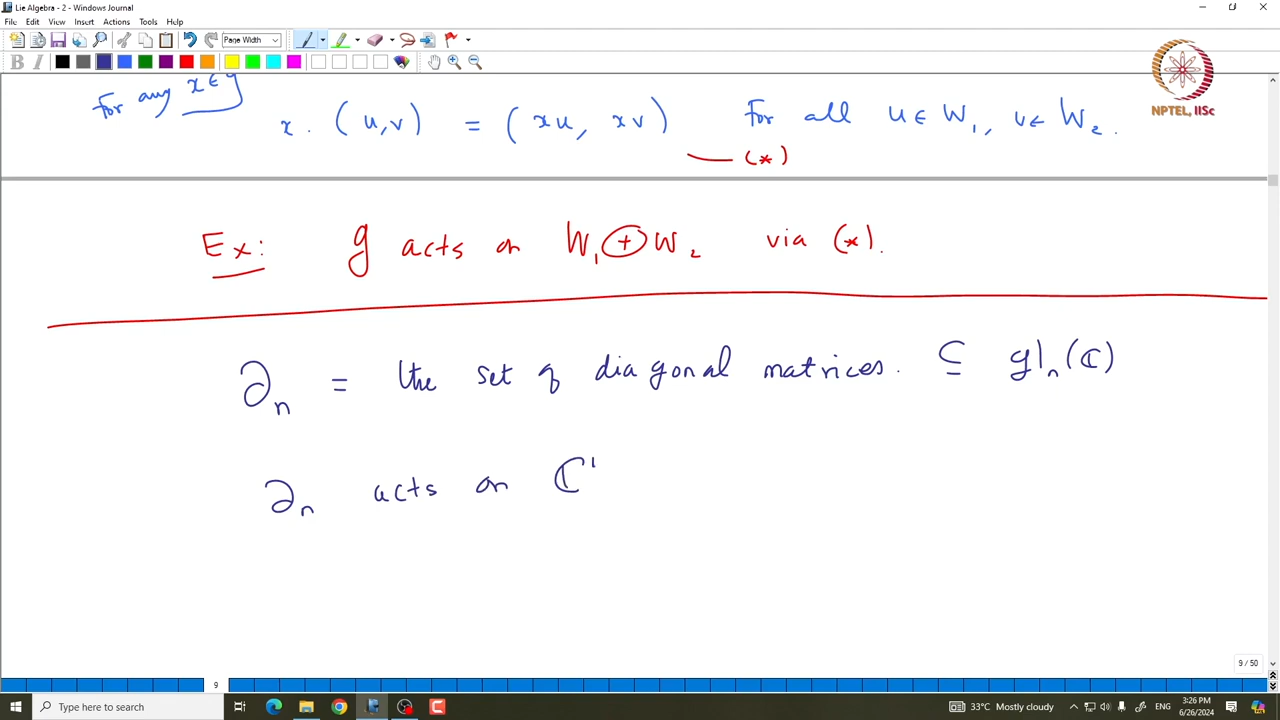 Lie Algebra - 2 - Windows Journal
File Edit View Insert Actions Tools Help
Page Width
B I
NPTEL, IISc
For any x ∈ g
x. (u,v) = (xu, xv) For all u ∈ W₁, v ∈ W₂.
(*)
Ex: g acts on W₁ ⊕ W₂ via (*).
∂ₙ = the set of diagonal matrices. ⊆ glₙ(ℂ)
∂ₙ acts on ℂ'
9 / 50
9
Type here to search
33°C Mostly cloudy
ENG
3:26 PM
6/26/2024